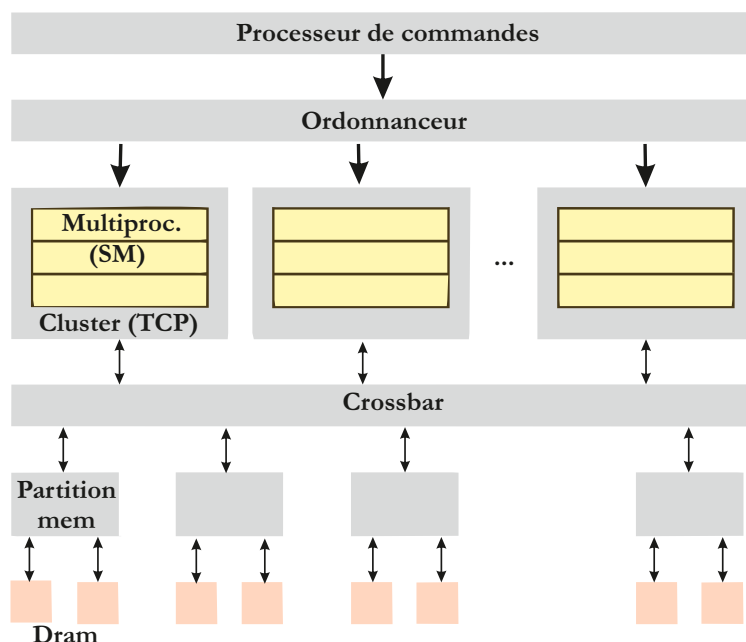 Processeur de commandes
Ordonnanceur
Multiproc.
(SM)
...
Cluster (TCP)
Crossbar
Partition
mem
Dram